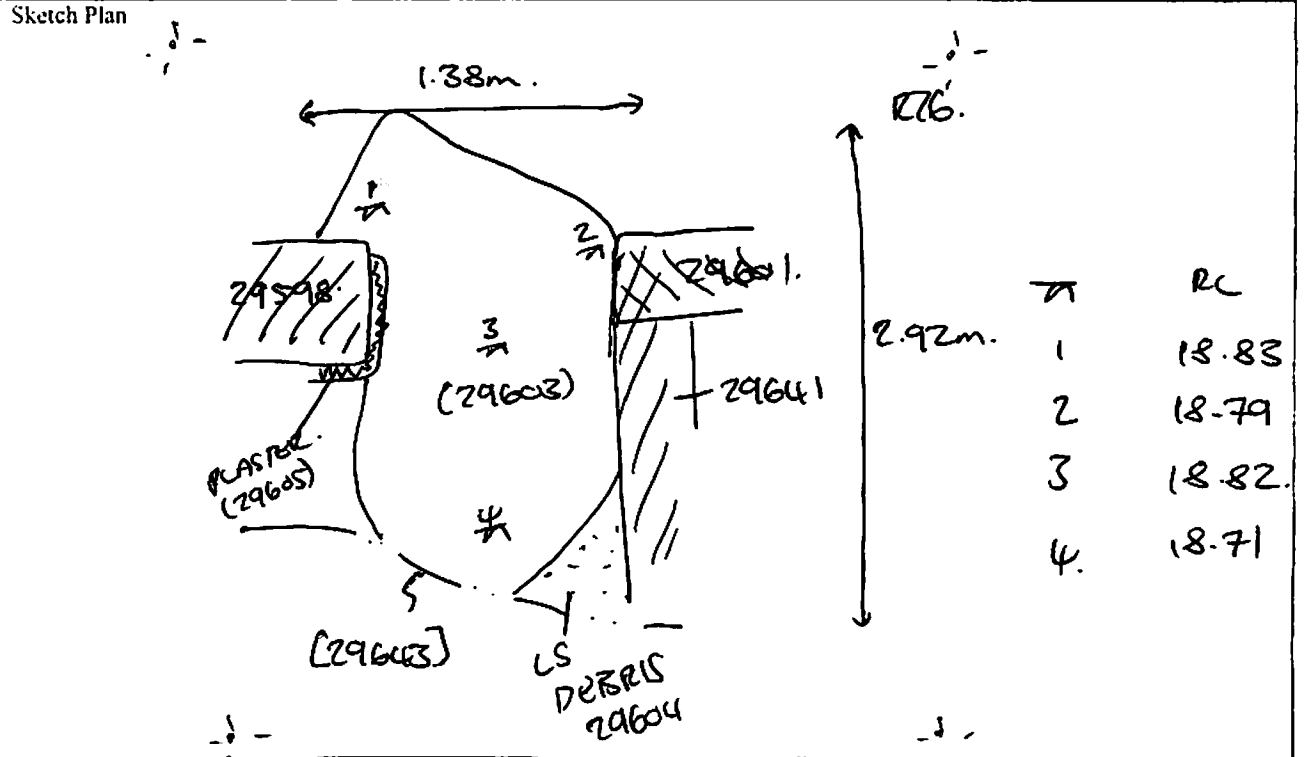 Sketch Plan
1.38m.
R76.
1
2
29598.
29601.
3
(29603)
2.92m.
29641
PLASTER.
(29605)
4
[29643]
LS
DEBRIS
29604
RL
1 18.83
2 18.79
3 18.82.
4. 18.71